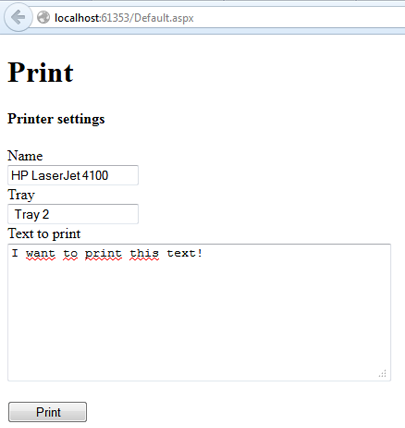 localhost:61353/Default.aspx
Print
Printer settings
Name
HP LaserJet 4100
Tray
Tray 2
Text to print
I want to print this text!
Print